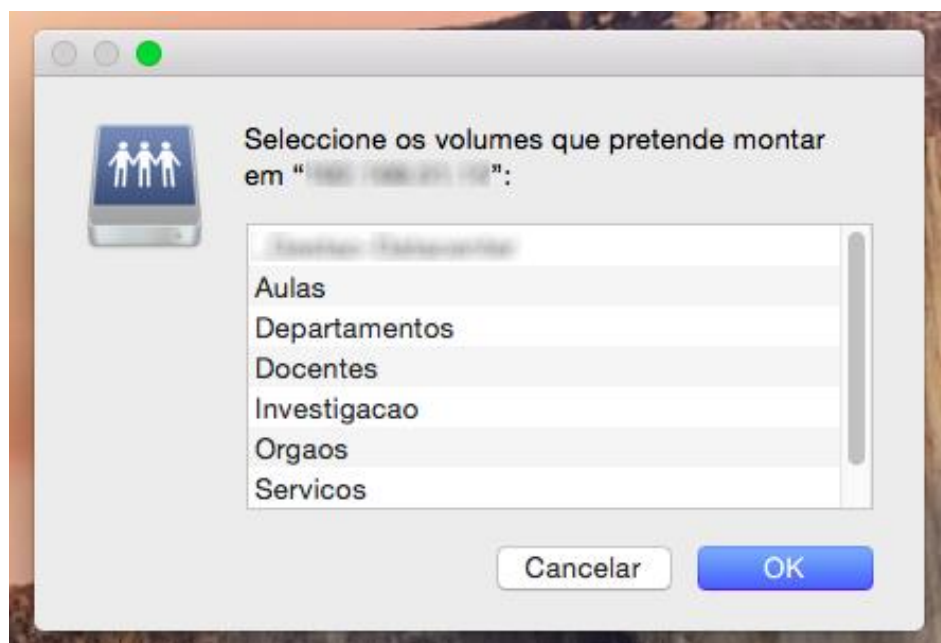 Seleccione os volumes que pretende montar
em “ ”:
Aulas
Departamentos
Docentes
Investigacao
Orgaos
Servicos
Cancelar
OK